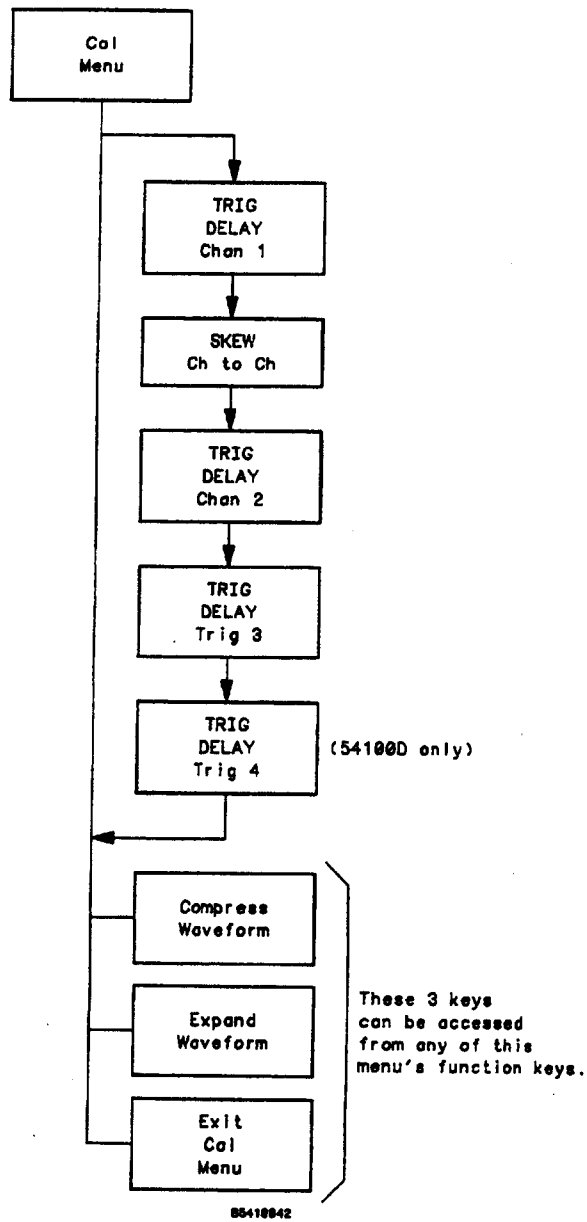 Cal
Menu
TRIG
DELAY
Chan 1
SKEW
Ch to Ch
TRIG
DELAY
Chan 2
TRIG
DELAY
Trig 3
TRIG
DELAY
Trig 4
(54100D only)
Compress
Waveform
Expand
Waveform
Exit
Cal
Menu
These 3 keys
can be accessed
from any of this
menu's function keys.